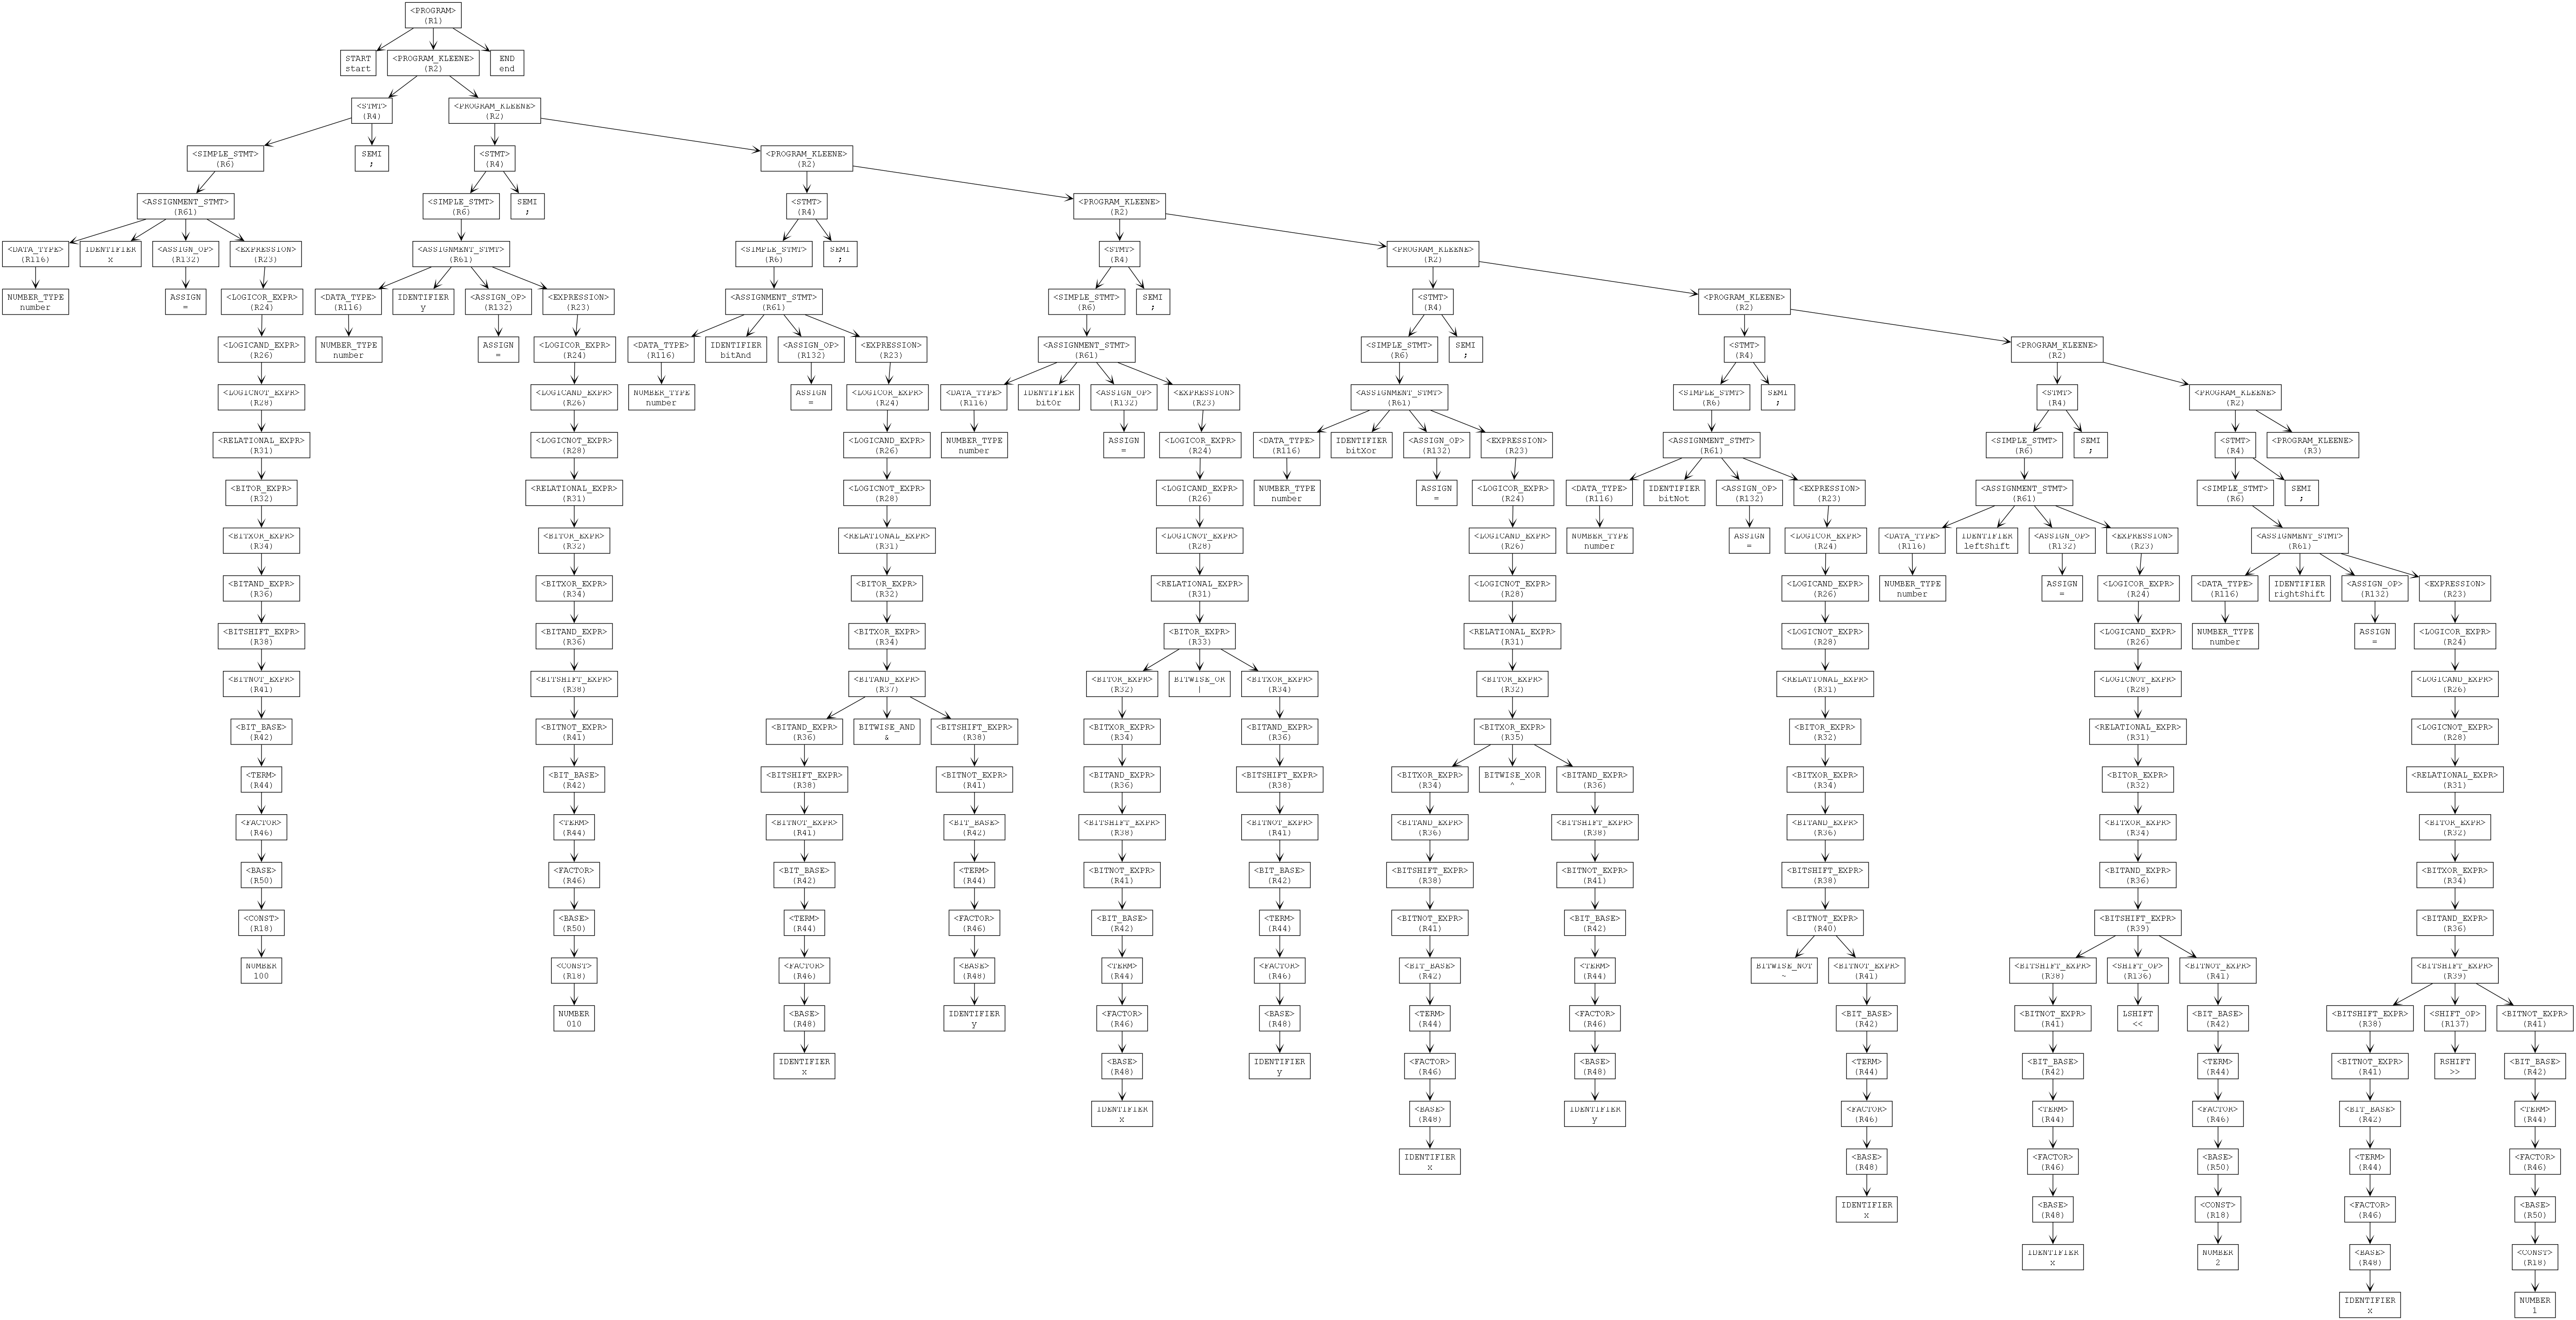 <PROGRAM>
(R1)
START <PROGRAM_KLEENE> END
start (R2) end
<STMT> <PROGRAM_KLEENE>
(R4) (R2)
<SIMPLE_STMT> SEMI <STMT> <PROGRAM_KLEENE>
(R6) ; (R4) (R2)
<ASSIGNMENT_STMT> <SIMPLE_STMT> SEMI <STMT> <PROGRAM_KLEENE>
(R61) (R6) ; (R4) (R2)
<DATA_TYPE> IDENTIFIER <ASSIGN_OP> <EXPRESSION> <ASSIGNMENT_STMT> <SIMPLE_STMT> SEMI <STMT> <PROGRAM_KLEENE>
(R116) x (R132) (R23) (R61) (R6) ; (R4) (R2)
NUMBER_TYPE ASSIGN <LOGICOR_EXPR> <DATA_TYPE> IDENTIFIER <ASSIGN_OP> <EXPRESSION> <ASSIGNMENT_STMT> <SIMPLE_STMT> SEMI <STMT> <PROGRAM_KLEENE>
number = (R24) (R116) y (R132) (R23) (R61) (R6) ; (R4) (R2)
<LOGICAND_EXPR> NUMBER_TYPE ASSIGN <LOGICOR_EXPR> <DATA_TYPE> IDENTIFIER <ASSIGN_OP> <EXPRESSION> <ASSIGNMENT_STMT> <SIMPLE_STMT> SEMI <STMT> <PROGRAM_KLEENE>
(R26) number = (R24) (R116) bitAnd (R132) (R23) (R61) (R6) ; (R4) (R2)
<LOGICNOT_EXPR> <LOGICAND_EXPR> NUMBER_TYPE ASSIGN <LOGICOR_EXPR> <DATA_TYPE> IDENTIFIER <ASSIGN_OP> <EXPRESSION> <ASSIGNMENT_STMT> <SIMPLE_STMT> SEMI <STMT> <PROGRAM_KLEENE>
(R28) (R26) number = (R24) (R116) bitOr (R132) (R23) (R61) (R6) ; (R4) (R2)
<RELATIONAL_EXPR> <LOGICNOT_EXPR> <LOGICAND_EXPR> NUMBER_TYPE ASSIGN <LOGICOR_EXPR> <DATA_TYPE> IDENTIFIER <ASSIGN_OP> <EXPRESSION> <ASSIGNMENT_STMT> <SIMPLE_STMT> SEMI <STMT> <PROGRAM_KLEENE>
(R31) (R28) (R26) number = (R24) (R116) bitXor (R132) (R23) (R61) (R6) ; (R4) (R3)
<BITOR_EXPR> <RELATIONAL_EXPR> <LOGICNOT_EXPR> <LOGICAND_EXPR> NUMBER_TYPE ASSIGN <LOGICOR_EXPR> <DATA_TYPE> IDENTIFIER <ASSIGN_OP> <EXPRESSION> <ASSIGNMENT_STMT> <SIMPLE_STMT> SEMI
(R32) (R31) (R28) (R26) number = (R24) (R116) bitNot (R132) (R23) (R61) (R6) ;
<BITXOR_EXPR> <BITOR_EXPR> <RELATIONAL_EXPR> <LOGICNOT_EXPR> <LOGICAND_EXPR> NUMBER_TYPE ASSIGN <LOGICOR_EXPR> <DATA_TYPE> IDENTIFIER <ASSIGN_OP> <EXPRESSION> <ASSIGNMENT_STMT>
(R34) (R32) (R31) (R28) (R26) number = (R24) (R116) leftShift (R132) (R23) (R61)
<BITAND_EXPR> <BITXOR_EXPR> <BITOR_EXPR> <RELATIONAL_EXPR> <LOGICNOT_EXPR> <LOGICAND_EXPR> NUMBER_TYPE ASSIGN <LOGICOR_EXPR> <DATA_TYPE> IDENTIFIER <ASSIGN_OP> <EXPRESSION>
(R36) (R34) (R32) (R31) (R28) (R26) number = (R24) (R116) rightShift (R132) (R23)
<BITSHIFT_EXPR> <BITAND_EXPR> <BITXOR_EXPR> <BITOR_EXPR> <RELATIONAL_EXPR> <LOGICNOT_EXPR> <LOGICAND_EXPR> NUMBER_TYPE ASSIGN <LOGICOR_EXPR>
(R38) (R36) (R34) (R33) (R31) (R28) (R26) number = (R24)
<BITNOT_EXPR> <BITSHIFT_EXPR> <BITAND_EXPR> <BITOR_EXPR> BITWISE_OR <BITXOR_EXPR> <BITOR_EXPR> <RELATIONAL_EXPR> <LOGICNOT_EXPR> <LOGICAND_EXPR>
(R41) (R38) (R37) (R32) | (R34) (R32) (R31) (R28) (R26)
<BIT_BASE> <BITNOT_EXPR> <BITAND_EXPR> BITWISE_AND <BITSHIFT_EXPR> <BITXOR_EXPR> <BITAND_EXPR> <BITXOR_EXPR> <BITOR_EXPR> <RELATIONAL_EXPR> <LOGICNOT_EXPR>
(R42) (R41) (R36) & (R38) (R34) (R36) (R35) (R32) (R31) (R28)
<TERM> <BIT_BASE> <BITSHIFT_EXPR> <BITNOT_EXPR> <BITAND_EXPR> <BITSHIFT_EXPR> <BITXOR_EXPR> BITWISE_XOR <BITAND_EXPR> <BITXOR_EXPR> <BITOR_EXPR> <RELATIONAL_EXPR>
(R44) (R42) (R38) (R41) (R36) (R38) (R34) ^ (R36) (R34) (R32) (R31)
<FACTOR> <TERM> <BITNOT_EXPR> <BIT_BASE> <BITSHIFT_EXPR> <BITNOT_EXPR> <BITAND_EXPR> <BITSHIFT_EXPR> <BITAND_EXPR> <BITXOR_EXPR> <BITOR_EXPR>
(R46) (R44) (R41) (R42) (R38) (R41) (R36) (R38) (R36) (R34) (R32)
<BASE> <FACTOR> <BIT_BASE> <TERM> <BITNOT_EXPR> <BIT_BASE> <BITSHIFT_EXPR> <BITNOT_EXPR> <BITSHIFT_EXPR> <BITAND_EXPR> <BITXOR_EXPR>
(R50) (R46) (R42) (R44) (R41) (R42) (R38) (R41) (R38) (R36) (R34)
<CONST> <BASE> <TERM> <FACTOR> <BIT_BASE> <TERM> <BITNOT_EXPR> <BIT_BASE> <BITNOT_EXPR> <BITSHIFT_EXPR> <BITAND_EXPR>
(R18) (R50) (R44) (R46) (R42) (R44) (R41) (R42) (R40) (R39) (R36)
NUMBER <CONST> <FACTOR> <BASE> <TERM> <FACTOR> <BIT_BASE> <TERM> BITWISE_NOT <BITNOT_EXPR> <BITSHIFT_EXPR> <SHIFT_OP> <BITNOT_EXPR> <BITSHIFT_EXPR>
100 (R18) (R46) (R48) (R44) (R46) (R42) (R44) ~ (R41) (R38) (R136) (R41) (R39)
NUMBER <BASE> IDENTIFIER <FACTOR> <BASE> <TERM> <FACTOR> <BIT_BASE> <BITNOT_EXPR> LSHIFT <BIT_BASE> <BITSHIFT_EXPR> <SHIFT_OP> <BITNOT_EXPR>
010 (R48) y (R46) (R48) (R44) (R46) (R42) (R41) << (R42) (R38) (R137) (R41)
IDENTIFIER <BASE> IDENTIFIER <FACTOR> <BASE> <TERM> <BIT_BASE> <TERM> <BITNOT_EXPR> RSHIFT <BIT_BASE>
x (R48) y (R46) (R48) (R44) (R42) (R44) (R41) >> (R42)
IDENTIFIER <BASE> IDENTIFIER <FACTOR> <TERM> <FACTOR> <BIT_BASE> <TERM>
x (R48) y (R46) (R44) (R46) (R42) (R44)
IDENTIFIER <BASE> <FACTOR> <BASE> <TERM> <FACTOR>
x (R48) (R46) (R50) (R44) (R46)
IDENTIFIER <BASE> <CONST> <FACTOR> <BASE>
x (R48) (R18) (R46) (R50)
IDENTIFIER NUMBER <BASE> <CONST>
x 2 (R48) (R18)
IDENTIFIER NUMBER
x 1